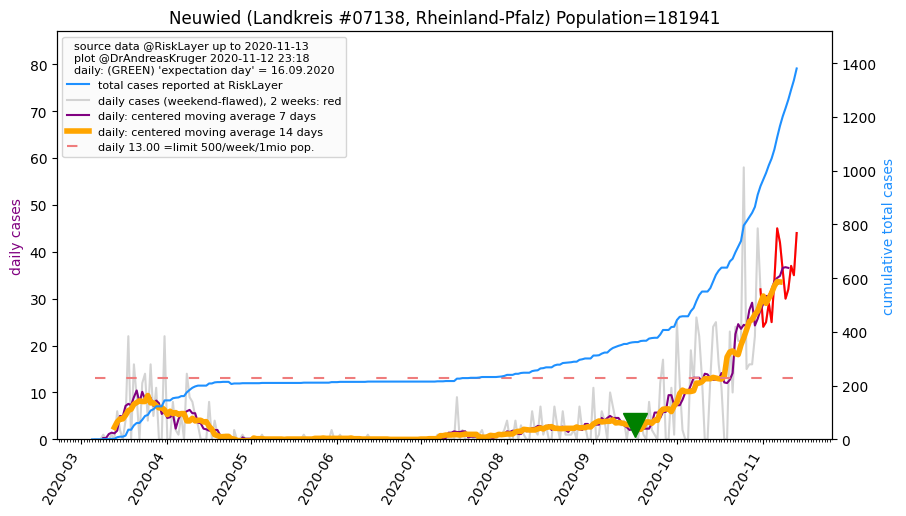 Neuwied (Landkreis #07138, Rheinland-Pfalz) Population=181941
source data @RiskLayer up to 2020-11-13
plot @DrAndreasKruger 2020-11-12 23:18
daily: (GREEN) 'expectation day' = 16.09.2020
total cases reported at RiskLayer
daily cases (weekend-flawed), 2 weeks: red
daily: centered moving average 7 days
daily: centered moving average 14 days
daily 13.00 =limit 500/week/1mio pop.
daily cases
80
70
60
50
40
30
20
10
0
cumulative total cases
1400
1200
1000
800
600
400
200
0
2020-03
2020-04
2020-05
2020-06
2020-07
2020-08
2020-09
2020-10
2020-11